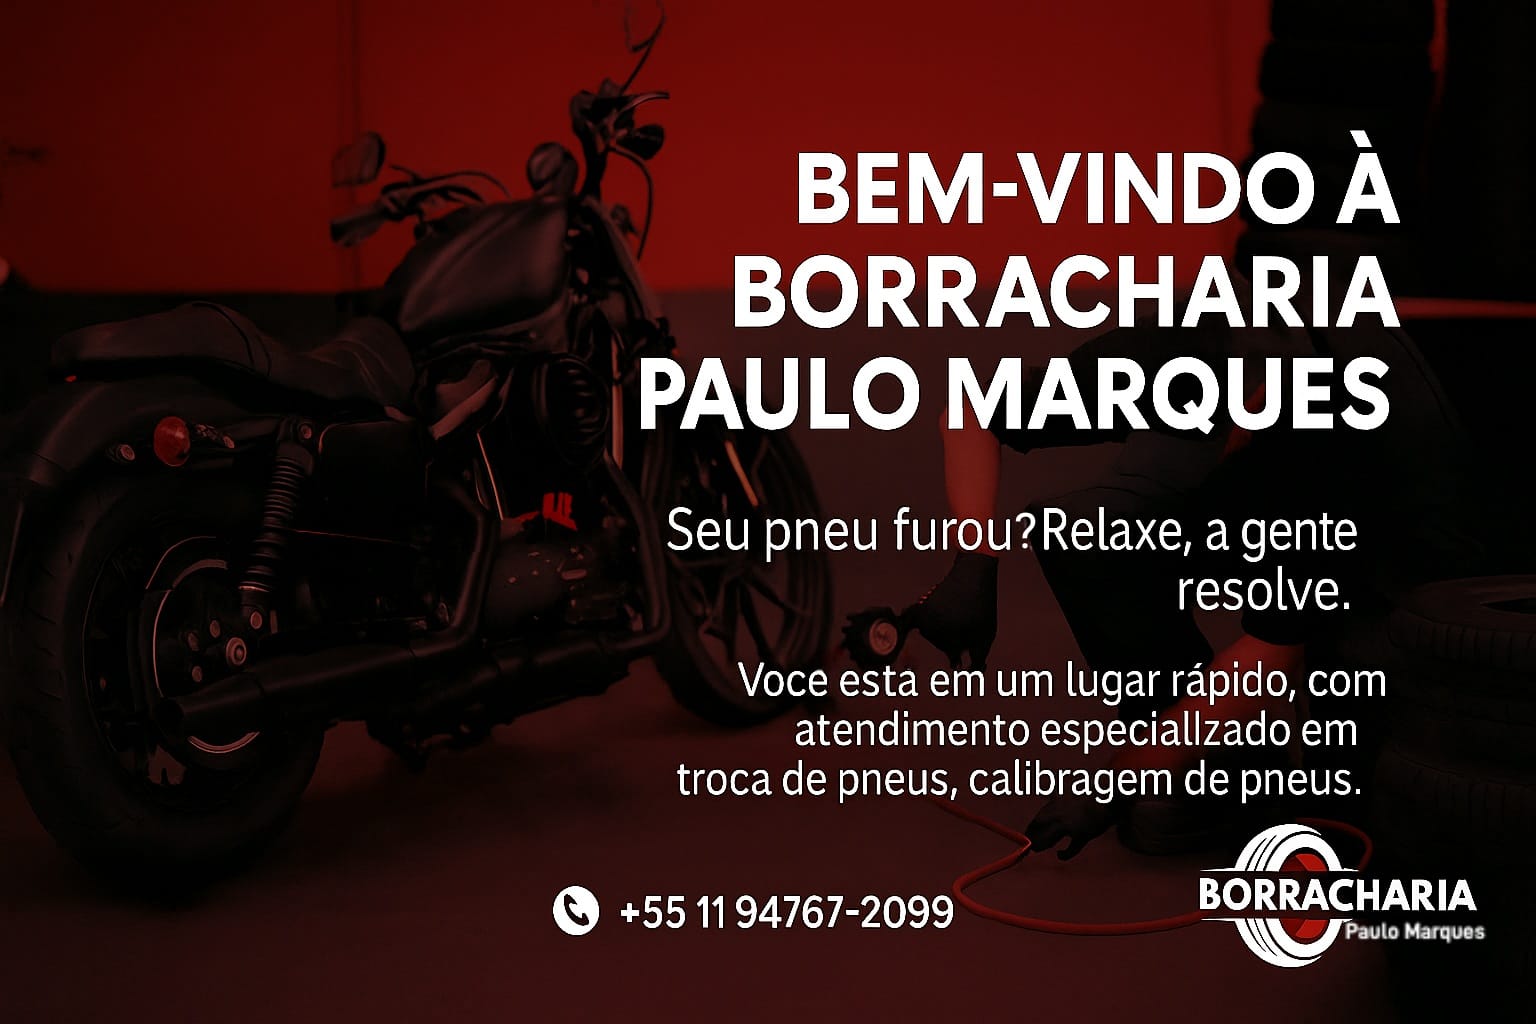 BEM-VINDO À
BORRACHARIA
PAULO MARQUES
Seu pneu furou?Relaxe, a gente
resolve.
Voce esta em um lugar rápido, com
atendimento especiallzado em
troca de pneus, calibragem de pneus.
+55 11 94767-2099
BORRACHARIA
Paulo Marques